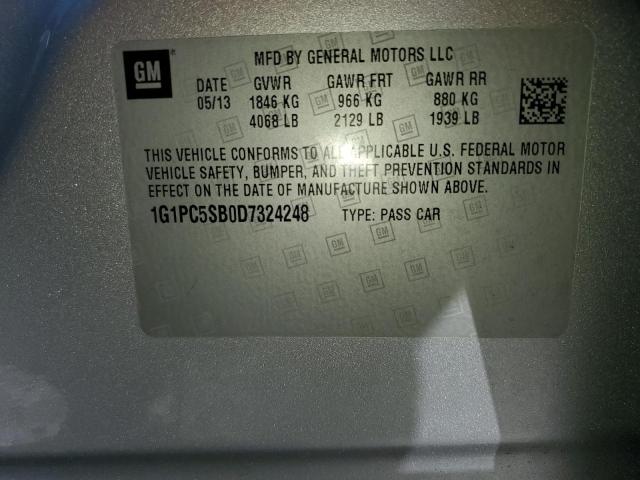 GM
MFD BY GENERAL MOTORS LLC
DATE GVWR GAWR FRT GAWR RR
05/13 1846 KG 966 KG 880 KG
4068 LB 2129 LB 1939 LB
THIS VEHICLE CONFORMS TO ALL APPLICABLE U.S. FEDERAL MOTOR
VEHICLE SAFETY, BUMPER, AND THEFT PREVENTION STANDARDS IN
EFFECT ON THE DATE OF MANUFACTURE SHOWN ABOVE.
1G1PC5SB0D7324248 TYPE: PASS CAR